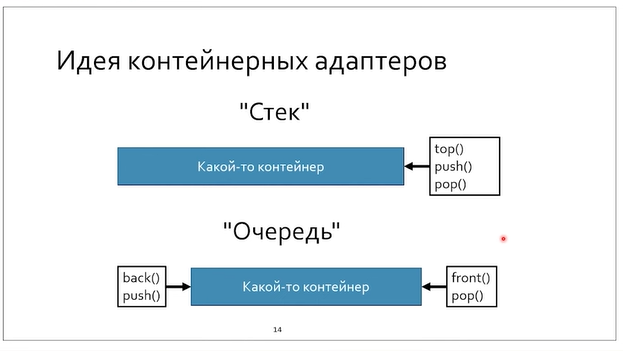 Идея контейнерных адаптеров
"Стек"
Какой-то контейнер
top()
push()
pop()
"Очередь"
back()
push()
Какой-то контейнер
front()
pop()
14